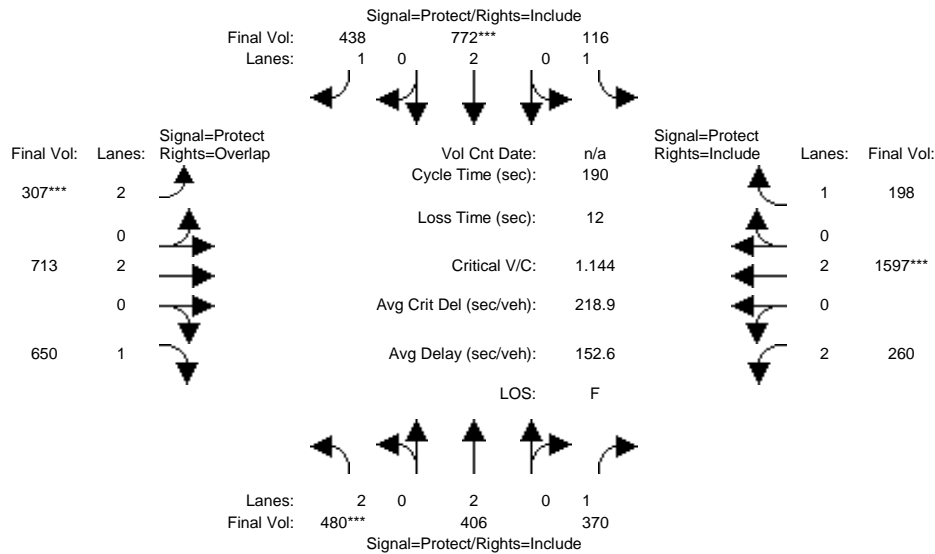 Signal=Protect/Rights=Include
Final Vol: 438 772*** 116
Lanes: 1 0 2 0 1
Signal=Protect
Final Vol: Lanes: Rights=Overlap
Vol Cnt Date: n/a
Signal=Protect
Rights=Include Lanes: Final Vol:
Cycle Time (sec): 190
307*** 2
1 198
Loss Time (sec): 12
0
0
713 2
Critical V/C: 1.144
2 1597***
0
Avg Crit Del (sec/veh): 218.9
0
650 1
Avg Delay (sec/veh): 152.6
2 260
LOS: F
Lanes: 2 0 2 0 1
Final Vol: 480*** 406 370
Signal=Protect/Rights=Include